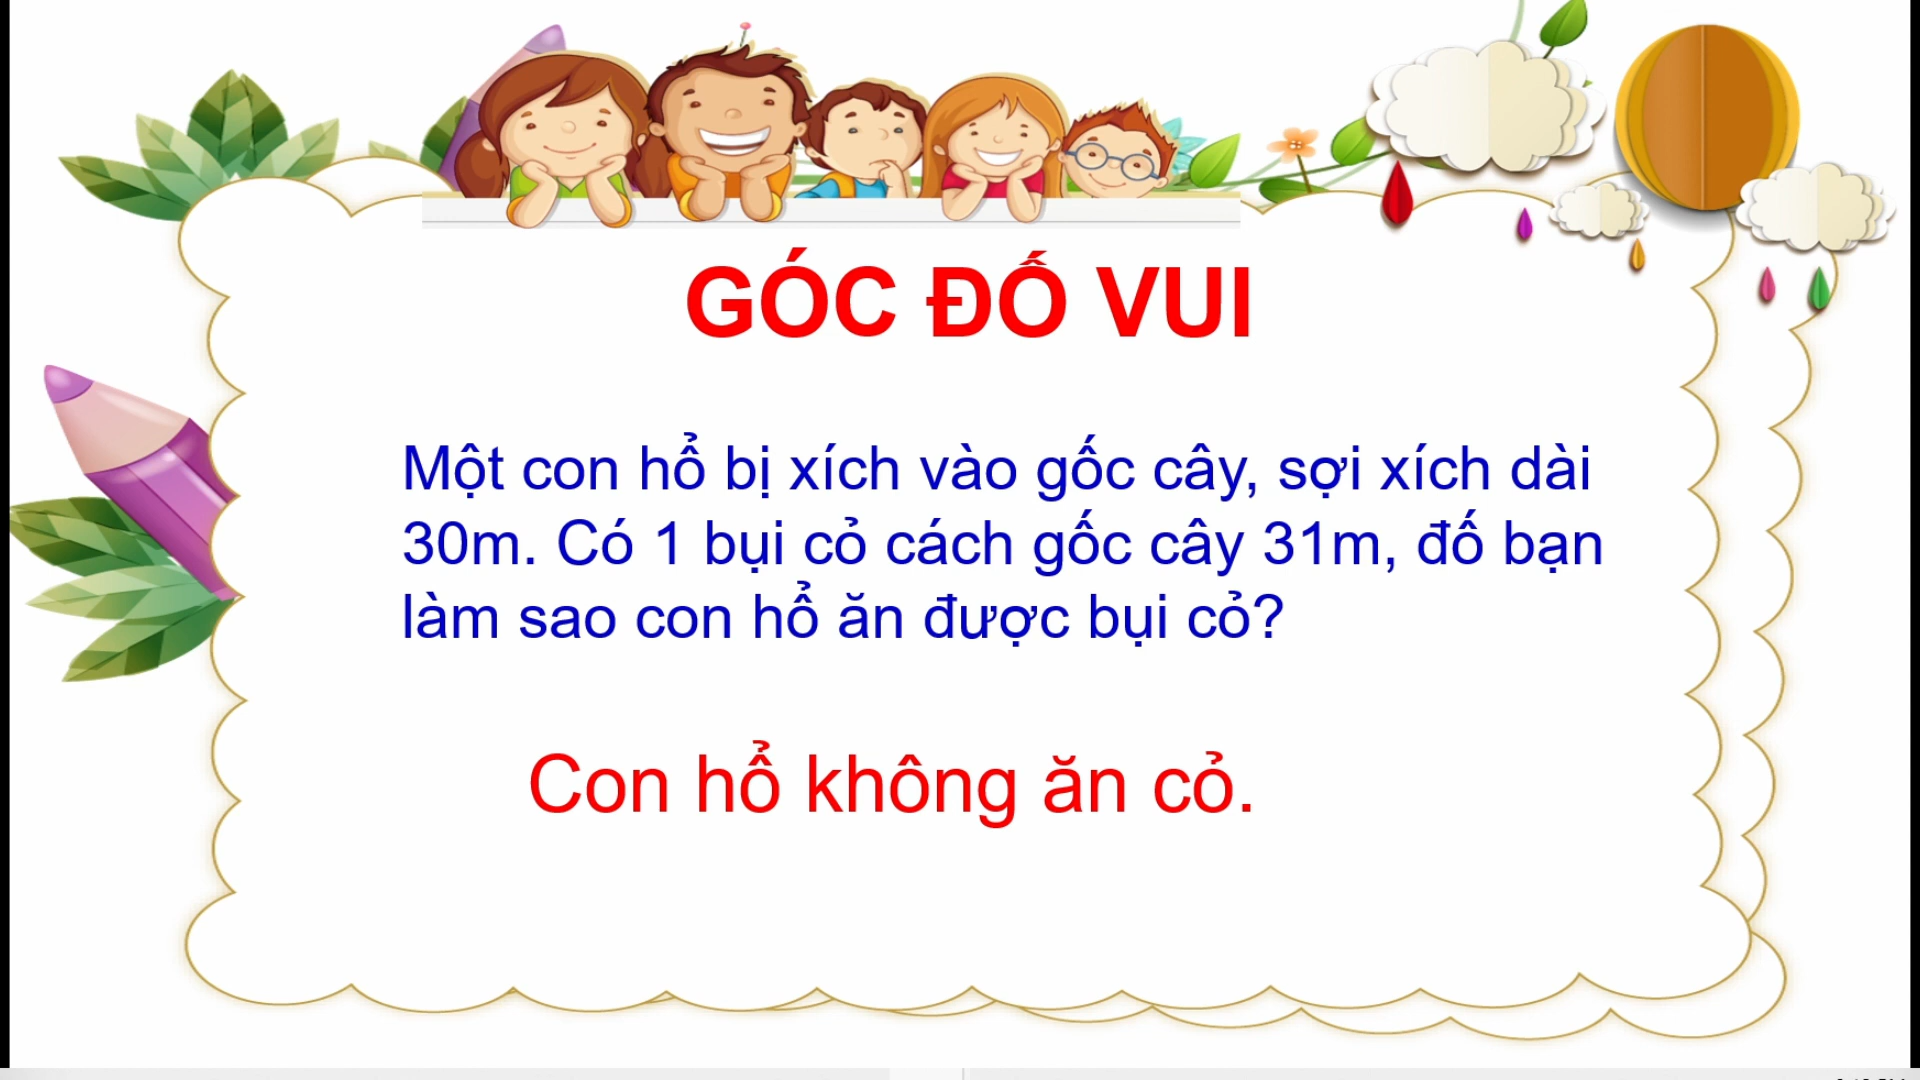 GÓC ĐỐ VUI
Một con hổ bị xích vào gốc cây, sợi xích dài
30m. Có 1 bụi cỏ cách gốc cây 31m, đố bạn
làm sao con hổ ăn được bụi cỏ?
Con hổ không ăn cỏ.